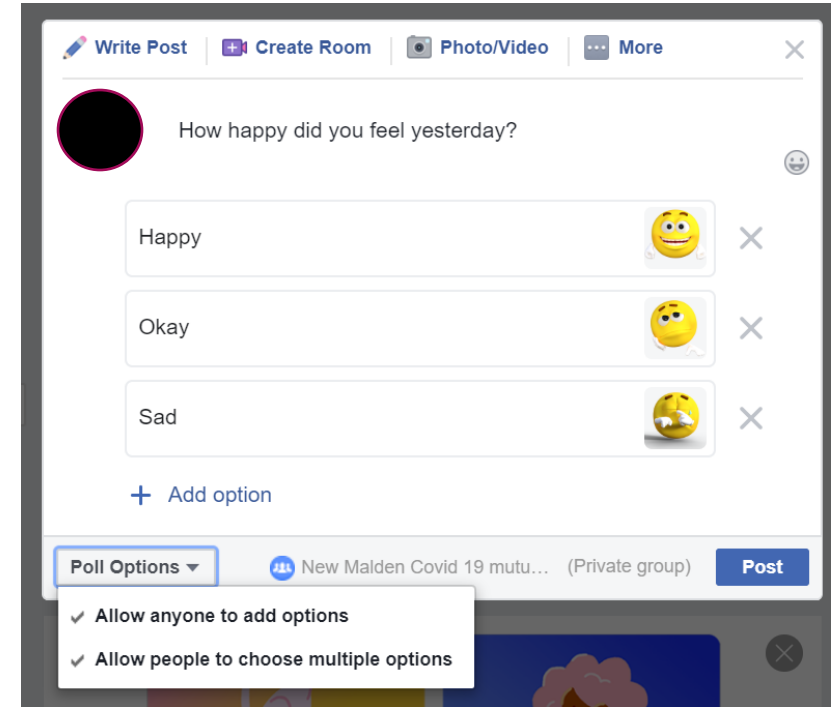 Write Post Create Room Photo/Video More
How happy did you feel yesterday?
Happy
Okay
Sad
+ Add option
Poll Options New Malden Covid 19 mutu... (Private group) Post
Allow anyone to add options
Allow people to choose multiple options